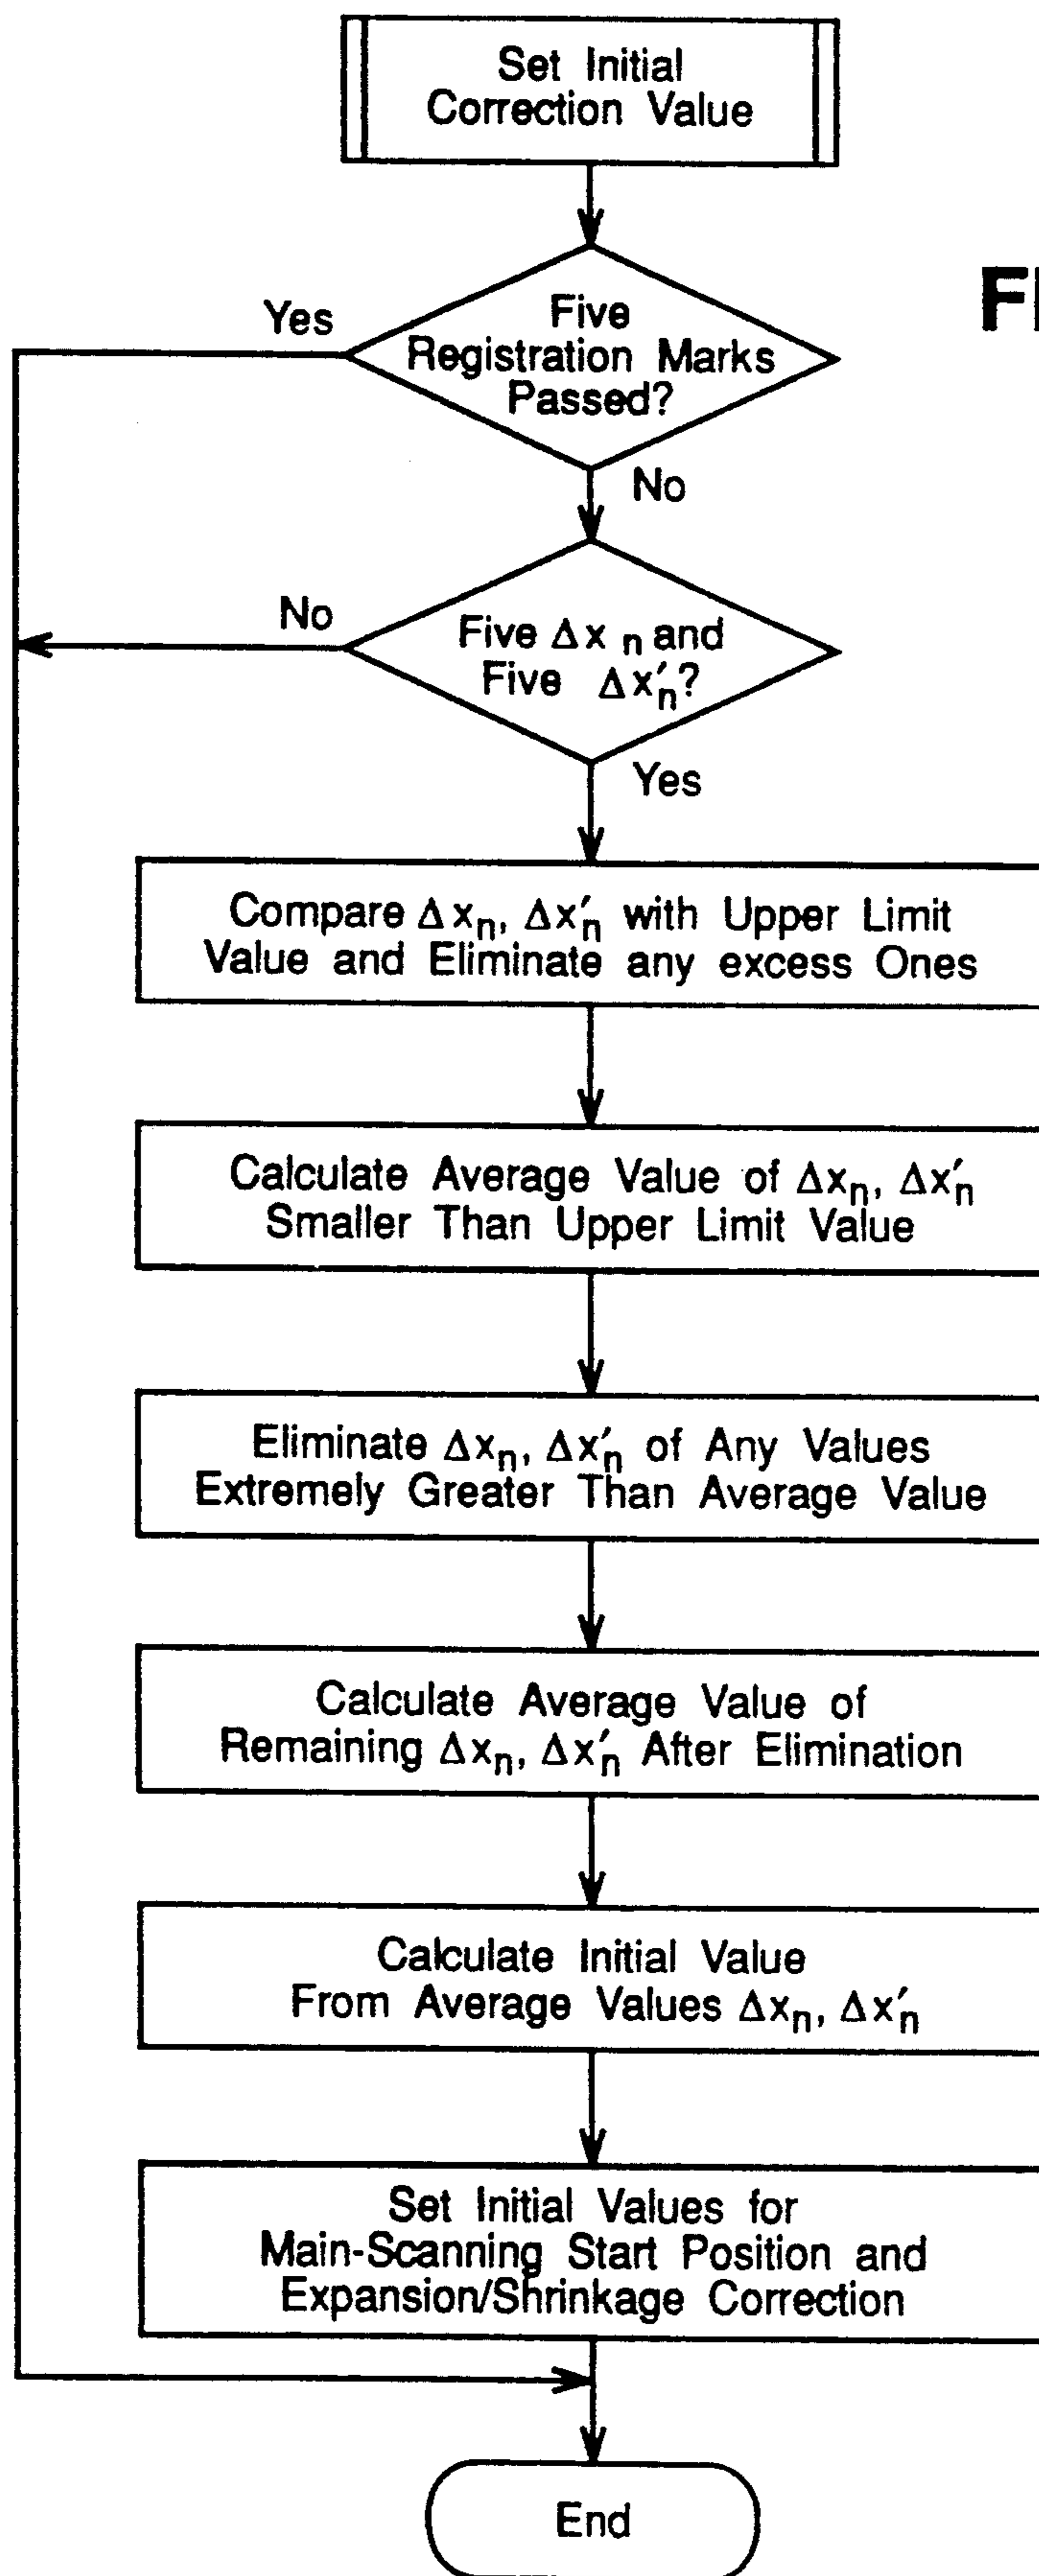 Set Initial
Correction Value
FI
Yes
Five
Registration Marks
Passed?
No
No
Five Δx n and
Five Δx′n?
Yes
Compare Δxn, Δx′n with Upper Limit
Value and Eliminate any excess Ones
Calculate Average Value of Δxn, Δx′n
Smaller Than Upper Limit Value
Eliminate Δxn, Δx′n of Any Values
Extremely Greater Than Average Value
Calculate Average Value of
Remaining Δxn, Δx′n After Elimination
Calculate Initial Value
From Average Values Δxn, Δx′n
Set Initial Values for
Main-Scanning Start Position and
Expansion/Shrinkage Correction
End